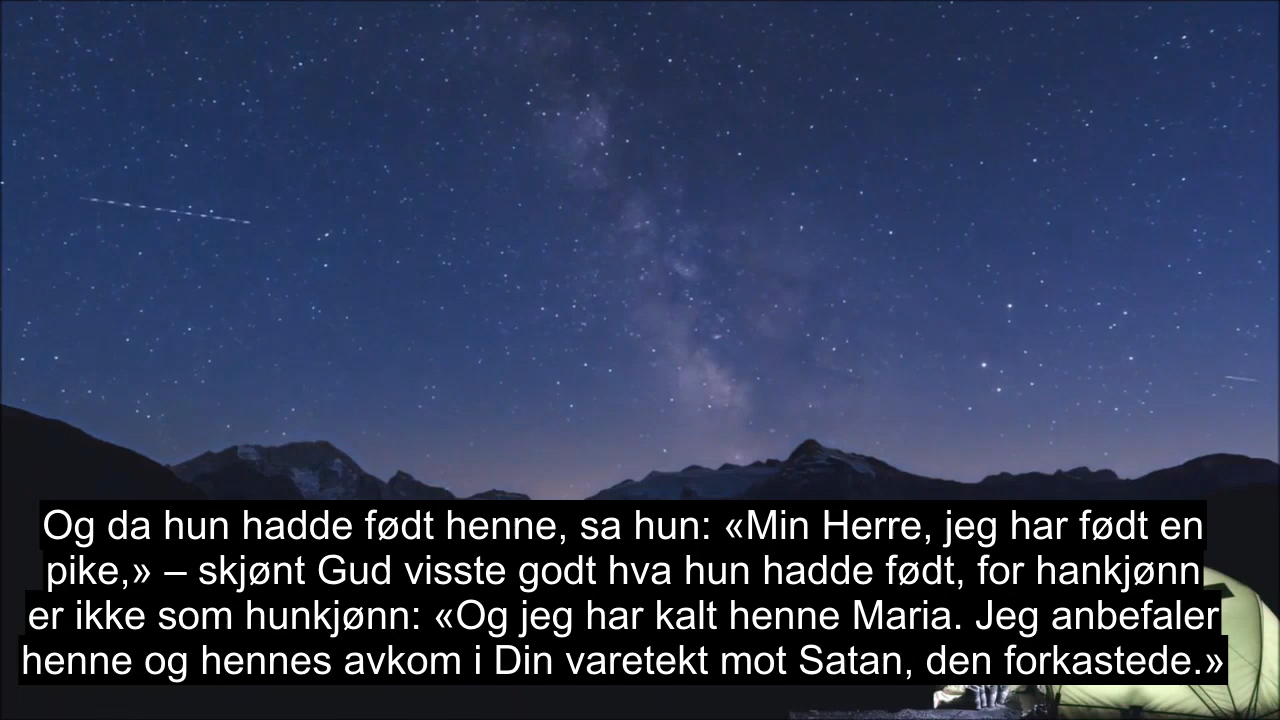 Og da hun hadde født henne, sa hun: «Min Herre, jeg har født en
pike,» – skjønt Gud visste godt hva hun hadde født, for hankjønn
er ikke som hunkjønn: «Og jeg har kalt henne Maria. Jeg anbefaler
henne og hennes avkom i Din varetekt mot Satan, den forkastede.»